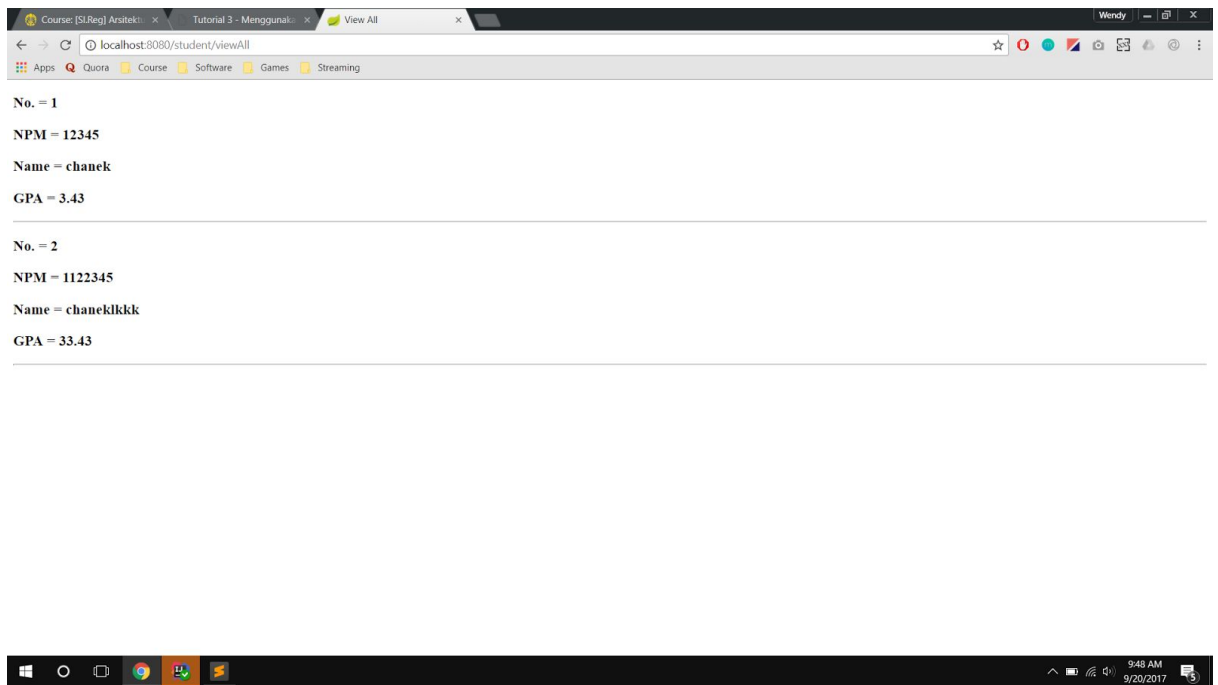 Course: [SI.Reg] Arsitektu
Tutorial 3 - Menggunaka
View All
Wendy
localhost:8080/student/viewAll
Apps Quora Course Software Games Streaming
No. = 1
NPM = 12345
Name = chanek
GPA = 3.43
No. = 2
NPM = 1122345
Name = chaneklkkk
GPA = 33.43
9:48 AM
9/20/2017
5